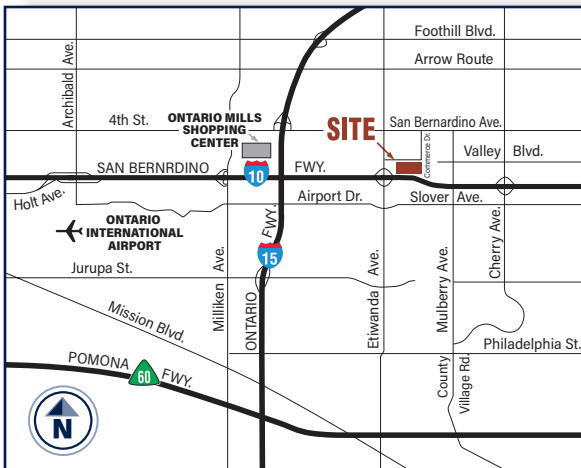 Foothill Blvd.
Arrow Route
Archibald Ave.
4th St.
ONTARIO MILLS
SHOPPING
CENTER
SITE
San Bernardino Ave.
Commerce Dr.
Valley Blvd.
SAN BERNRDINO FWY.
10
Holt Ave.
Airport Dr.
Slover Ave.
ONTARIO
INTERNATIONAL
AIRPORT
Milliken Ave.
ONTARIO FWY.
15
Etiwanda Ave.
Mulberry Ave.
Cherry Ave.
Jurupa St.
Mission Blvd.
Philadelphia St.
POMONA FWY.
60
County
Village Rd.
N